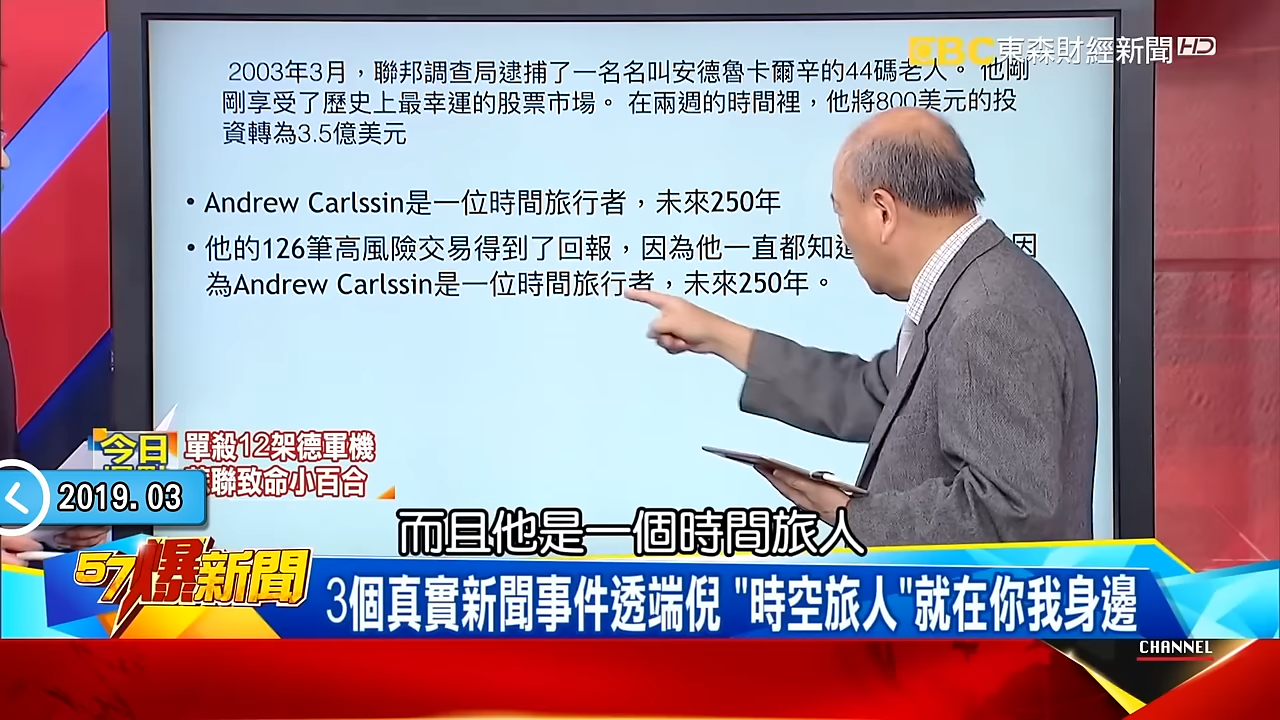 EBC東森財經新聞HD
2003年3月，聯邦調查局逮捕了一名名叫安德魯卡爾辛的44碼老人。他剛
剛享受了歷史上最幸運的股票市場。在兩週的時間裡，他將800美元的投
資轉為3.5億美元
•Andrew Carlssin是一位時間旅行者，未來250年
•他的126筆高風險交易得到了回報，因為他一直都知道 因
為Andrew Carlssin是一位時間旅行者，未來250年。
今日
單殺12架德軍機
聯致命小百合
2019.03
而且他是一個時間旅人
57爆新聞
3個真實新聞事件透端倪 "時空旅人"就在你我身邊
CHANNEL